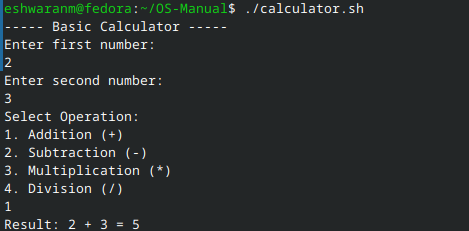 eshwaranm@fedora:~/OS-Manual$ ./calculator.sh
----- Basic Calculator -----
Enter first number:
2
Enter second number:
3
Select Operation:
1. Addition (+)
2. Subtraction (-)
3. Multiplication (*)
4. Division (/)
1
Result: 2 + 3 = 5